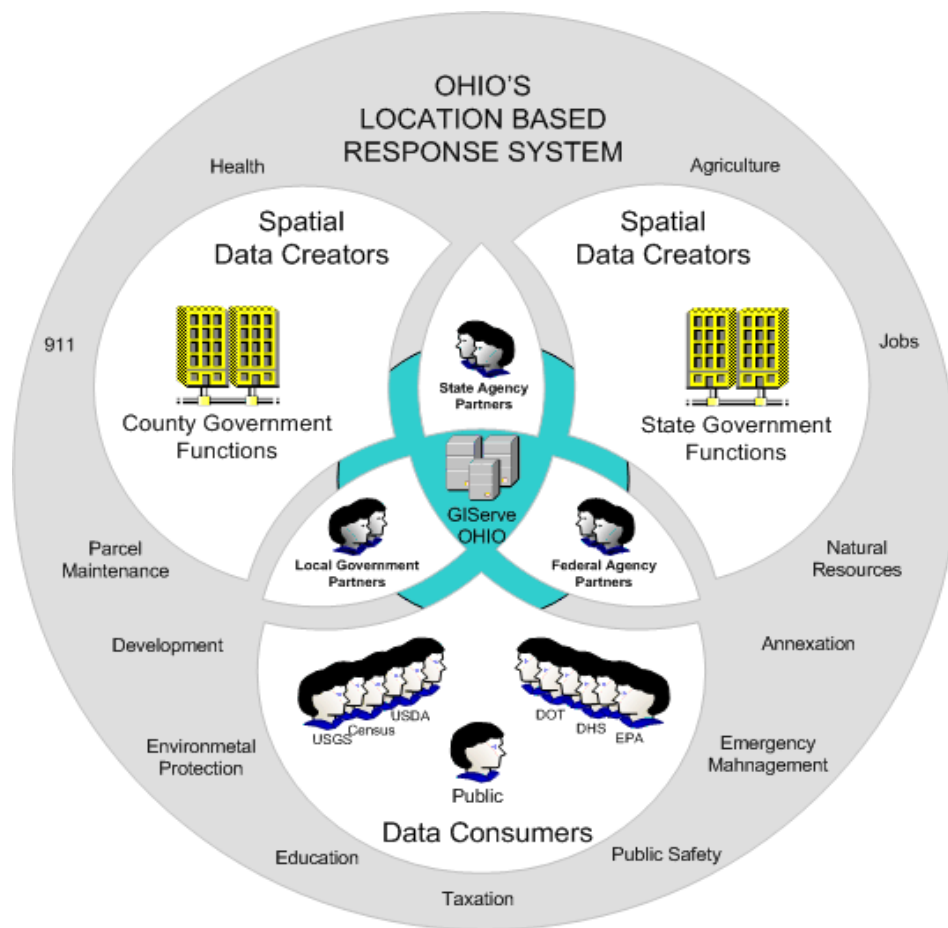 OHIO'S
LOCATION BASED
RESPONSE SYSTEM
Health
Agriculture
Spatial
Data Creators
Spatial
Data Creators
911
Jobs
State Agency
Partners
County Government
Functions
State Government
Functions
GIServe
OHIO
Local Government
Partners
Federal Agency
Partners
Parcel
Maintenance
Natural
Resources
Development
Annexation
USGS
Census
USDA
DOT
DHS
EPA
Environmetal
Protection
Emergency
Mahnagement
Public
Data Consumers
Education
Public Safety
Taxation